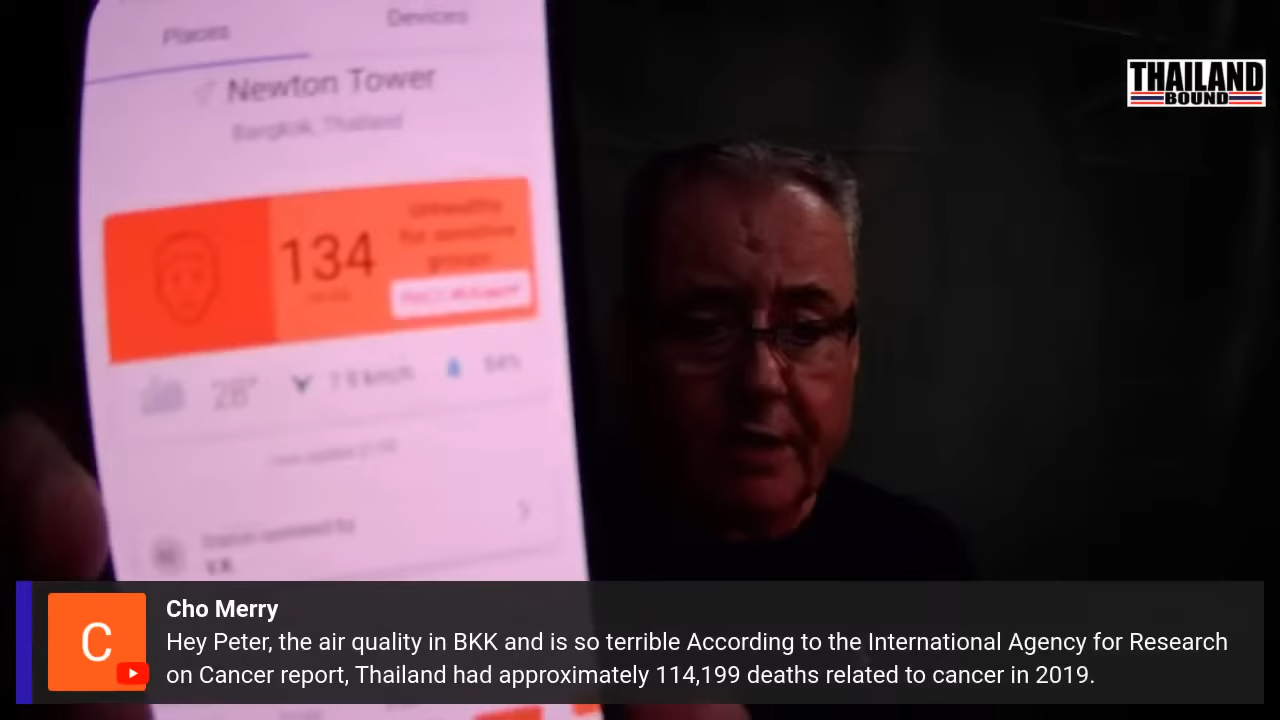 Places
Devices
Newton Tower
Bangkok, Thailand
134
Unhealthy
for sensitive
groups
28°
THAILAND
BOUND
C
Cho Merry
Hey Peter, the air quality in BKK and is so terrible According to the International Agency for Research
on Cancer report, Thailand had approximately 114,199 deaths related to cancer in 2019.